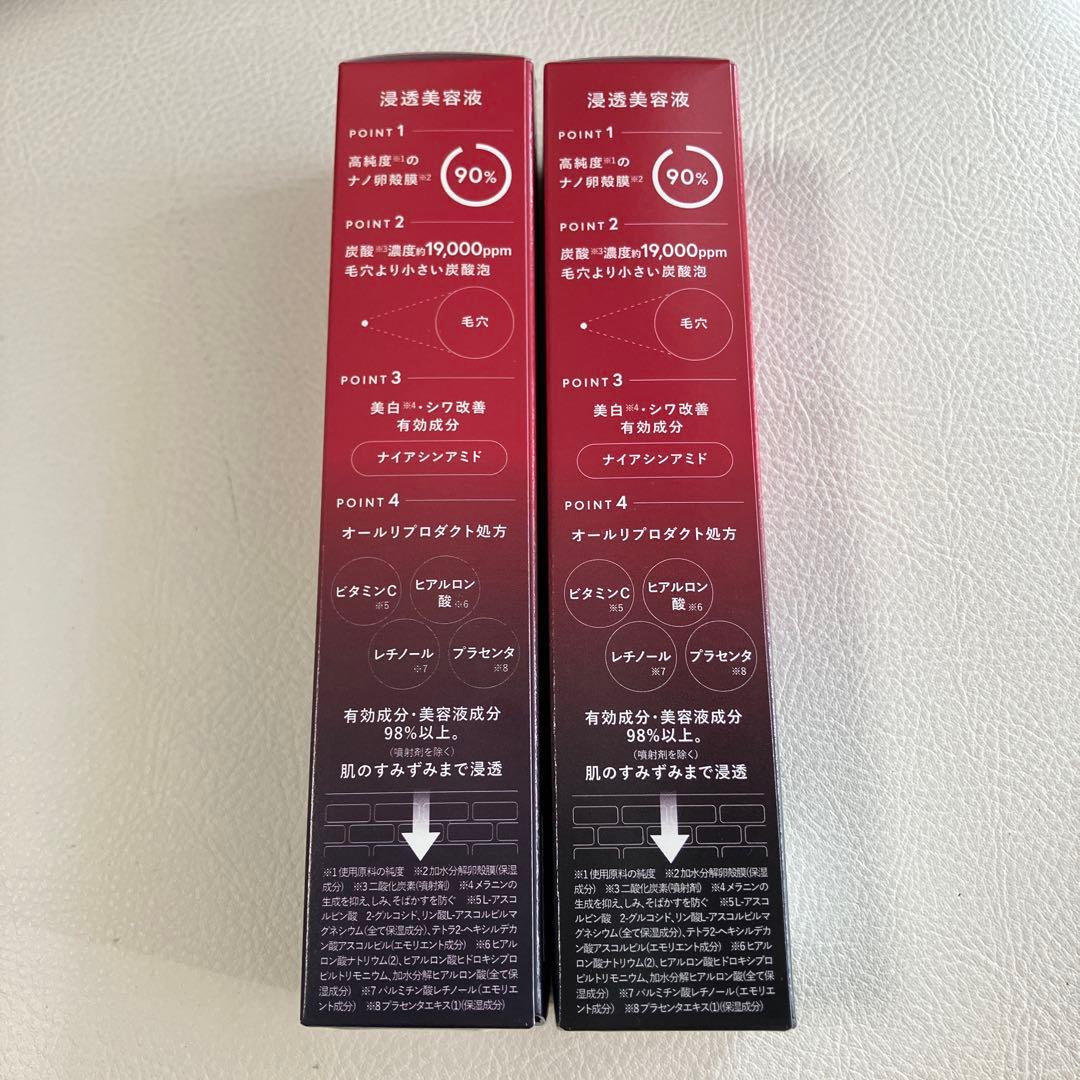 浸透美容液
POINT 1
高純度※1の
ナノ卵殻膜※2
90%
POINT 2
炭酸※3濃度約19,000ppm
毛穴より小さい炭酸泡
毛穴
POINT 3
美白※4・シワ改善
有効成分
ナイアシンアミド
POINT 4
オールリプロダクト処方
ビタミンC
※5
ヒアルロン
酸※6
レチノール
※7
プラセンタ
※8
有効成分・美容液成分
98%以上。
(噴射剤を除く)
肌のすみずみまで浸透
※1 使用原料の純度 ※2 加水分解卵殻膜(保湿
成分) ※3 二酸化炭素(噴射剤) ※4 メラニンの
生成を抑え、しみ、そばかすを防ぐ ※5 L-アスコ
ルビン酸 2-グルコシド、リン酸L-アスコルビルマ
グネシウム(全て保湿成分)、テトラ2-ヘキシルデカ
ン酸アスコルビル(エモリエント成分) ※6 ヒアル
ロン酸ナトリウム(2)、ヒアルロン酸ヒドロキシプロ
ピルトリモニウム、加水分解ヒアルロン酸(全て保
湿成分) ※7 パルミチン酸レチノール(エモリエ
ント成分) ※8 プラセンタエキス(1)(保湿成分)
浸透美容液
POINT 1
高純度※1の
ナノ卵殻膜※2
90%
POINT 2
炭酸※3濃度約19,000ppm
毛穴より小さい炭酸泡
毛穴
POINT 3
美白※4・シワ改善
有効成分
ナイアシンアミド
POINT 4
オールリプロダクト処方
ビタミンC
※5
ヒアルロン
酸※6
レチノール
※7
プラセンタ
※8
有効成分・美容液成分
98%以上。
(噴射剤を除く)
肌のすみずみまで浸透
※1 使用原料の純度 ※2 加水分解卵殻膜(保湿
成分) ※3 二酸化炭素(噴射剤) ※4 メラニンの
生成を抑え、しみ、そばかすを防ぐ ※5 L-アスコ
ルビン酸 2-グルコシド、リン酸L-アスコルビルマ
グネシウム(全て保湿成分)、テトラ2-ヘキシルデカ
ン酸アスコルビル(エモリエント成分) ※6 ヒアル
ロン酸ナトリウム(2)、ヒアルロン酸ヒドロキシプロ
ピルトリモニウム、加水分解ヒアルロン酸(全て保
湿成分) ※7 パルミチン酸レチノール(エモリエ
ント成分) ※8 プラセンタエキス(1)(保湿成分)